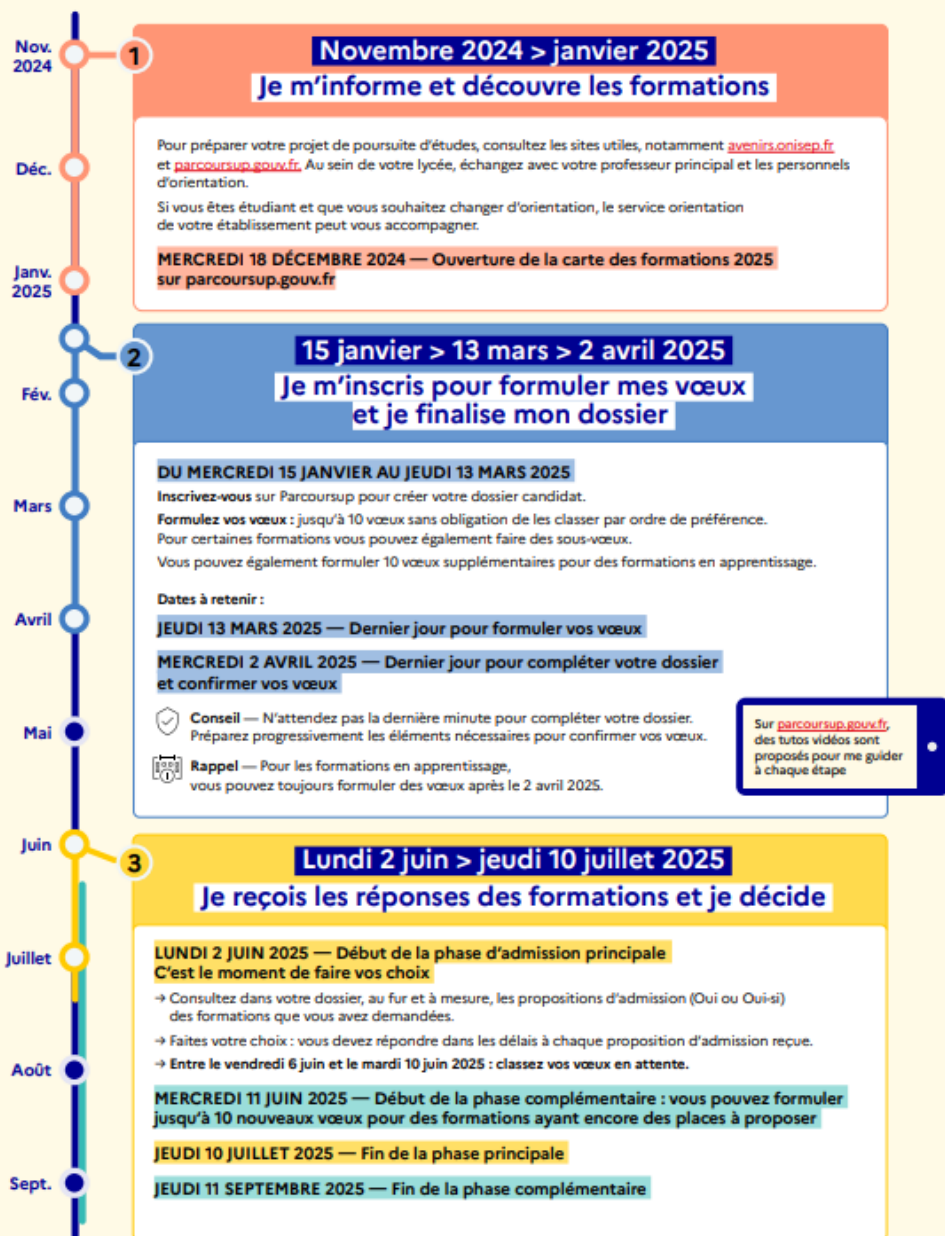 Nov.
2024
1
Novembre 2024 > janvier 2025
Je m'informe et découvre les formations
Pour préparer votre projet de poursuite d'études, consultez les sites utiles, notamment avenirs.onisep.fr
et parcoursup.gouv.fr. Au sein de votre lycée, échangez avec votre professeur principal et les personnels
d'orientation.
Déc.
Si vous êtes étudiant et que vous souhaitez changer d'orientation, le service orientation
de votre établissement peut vous accompagner.
MERCREDI 18 DÉCEMBRE 2024 — Ouverture de la carte des formations 2025
sur parcoursup.gouv.fr
Janv.
2025
2
15 janvier > 13 mars > 2 avril 2025
Je m'inscris pour formuler mes vœux
et je finalise mon dossier
Fév.
DU MERCREDI 15 JANVIER AU JEUDI 13 MARS 2025
Inscrivez-vous sur Parcoursup pour créer votre dossier candidat.
Mars
Formulez vos vœux : jusqu'à 10 vœux sans obligation de les classer par ordre de préférence.
Pour certaines formations vous pouvez également faire des sous-vœux.
Vous pouvez également formuler 10 vœux supplémentaires pour des formations en apprentissage.
Dates à retenir :
Avril
JEUDI 13 MARS 2025 — Dernier jour pour formuler vos vœux
MERCREDI 2 AVRIL 2025 — Dernier jour pour compléter votre dossier
et confirmer vos vœux
Mai
Conseil — N'attendez pas la dernière minute pour compléter votre dossier.
Préparez progressivement les éléments nécessaires pour confirmer vos vœux.
Rappel — Pour les formations en apprentissage,
vous pouvez toujours formuler des vœux après le 2 avril 2025.
Sur parcoursup.gouv.fr,
des tutos vidéos sont
proposés pour me guider
à chaque étape
Juin
3
Lundi 2 juin > jeudi 10 juillet 2025
Je reçois les réponses des formations et je décide
Juillet
LUNDI 2 JUIN 2025 — Début de la phase d'admission principale
C'est le moment de faire vos choix
→ Consultez dans votre dossier, au fur et à mesure, les propositions d'admission (Oui ou Oui-si)
des formations que vous avez demandées.
→ Faites votre choix : vous devez répondre dans les délais à chaque proposition d'admission reçue.
Août
→ Entre le vendredi 6 juin et le mardi 10 juin 2025 : classez vos vœux en attente.
MERCREDI 11 JUIN 2025 — Début de la phase complémentaire : vous pouvez formuler
jusqu'à 10 nouveaux vœux pour des formations ayant encore des places à proposer
JEUDI 10 JUILLET 2025 — Fin de la phase principale
Sept.
JEUDI 11 SEPTEMBRE 2025 — Fin de la phase complémentaire